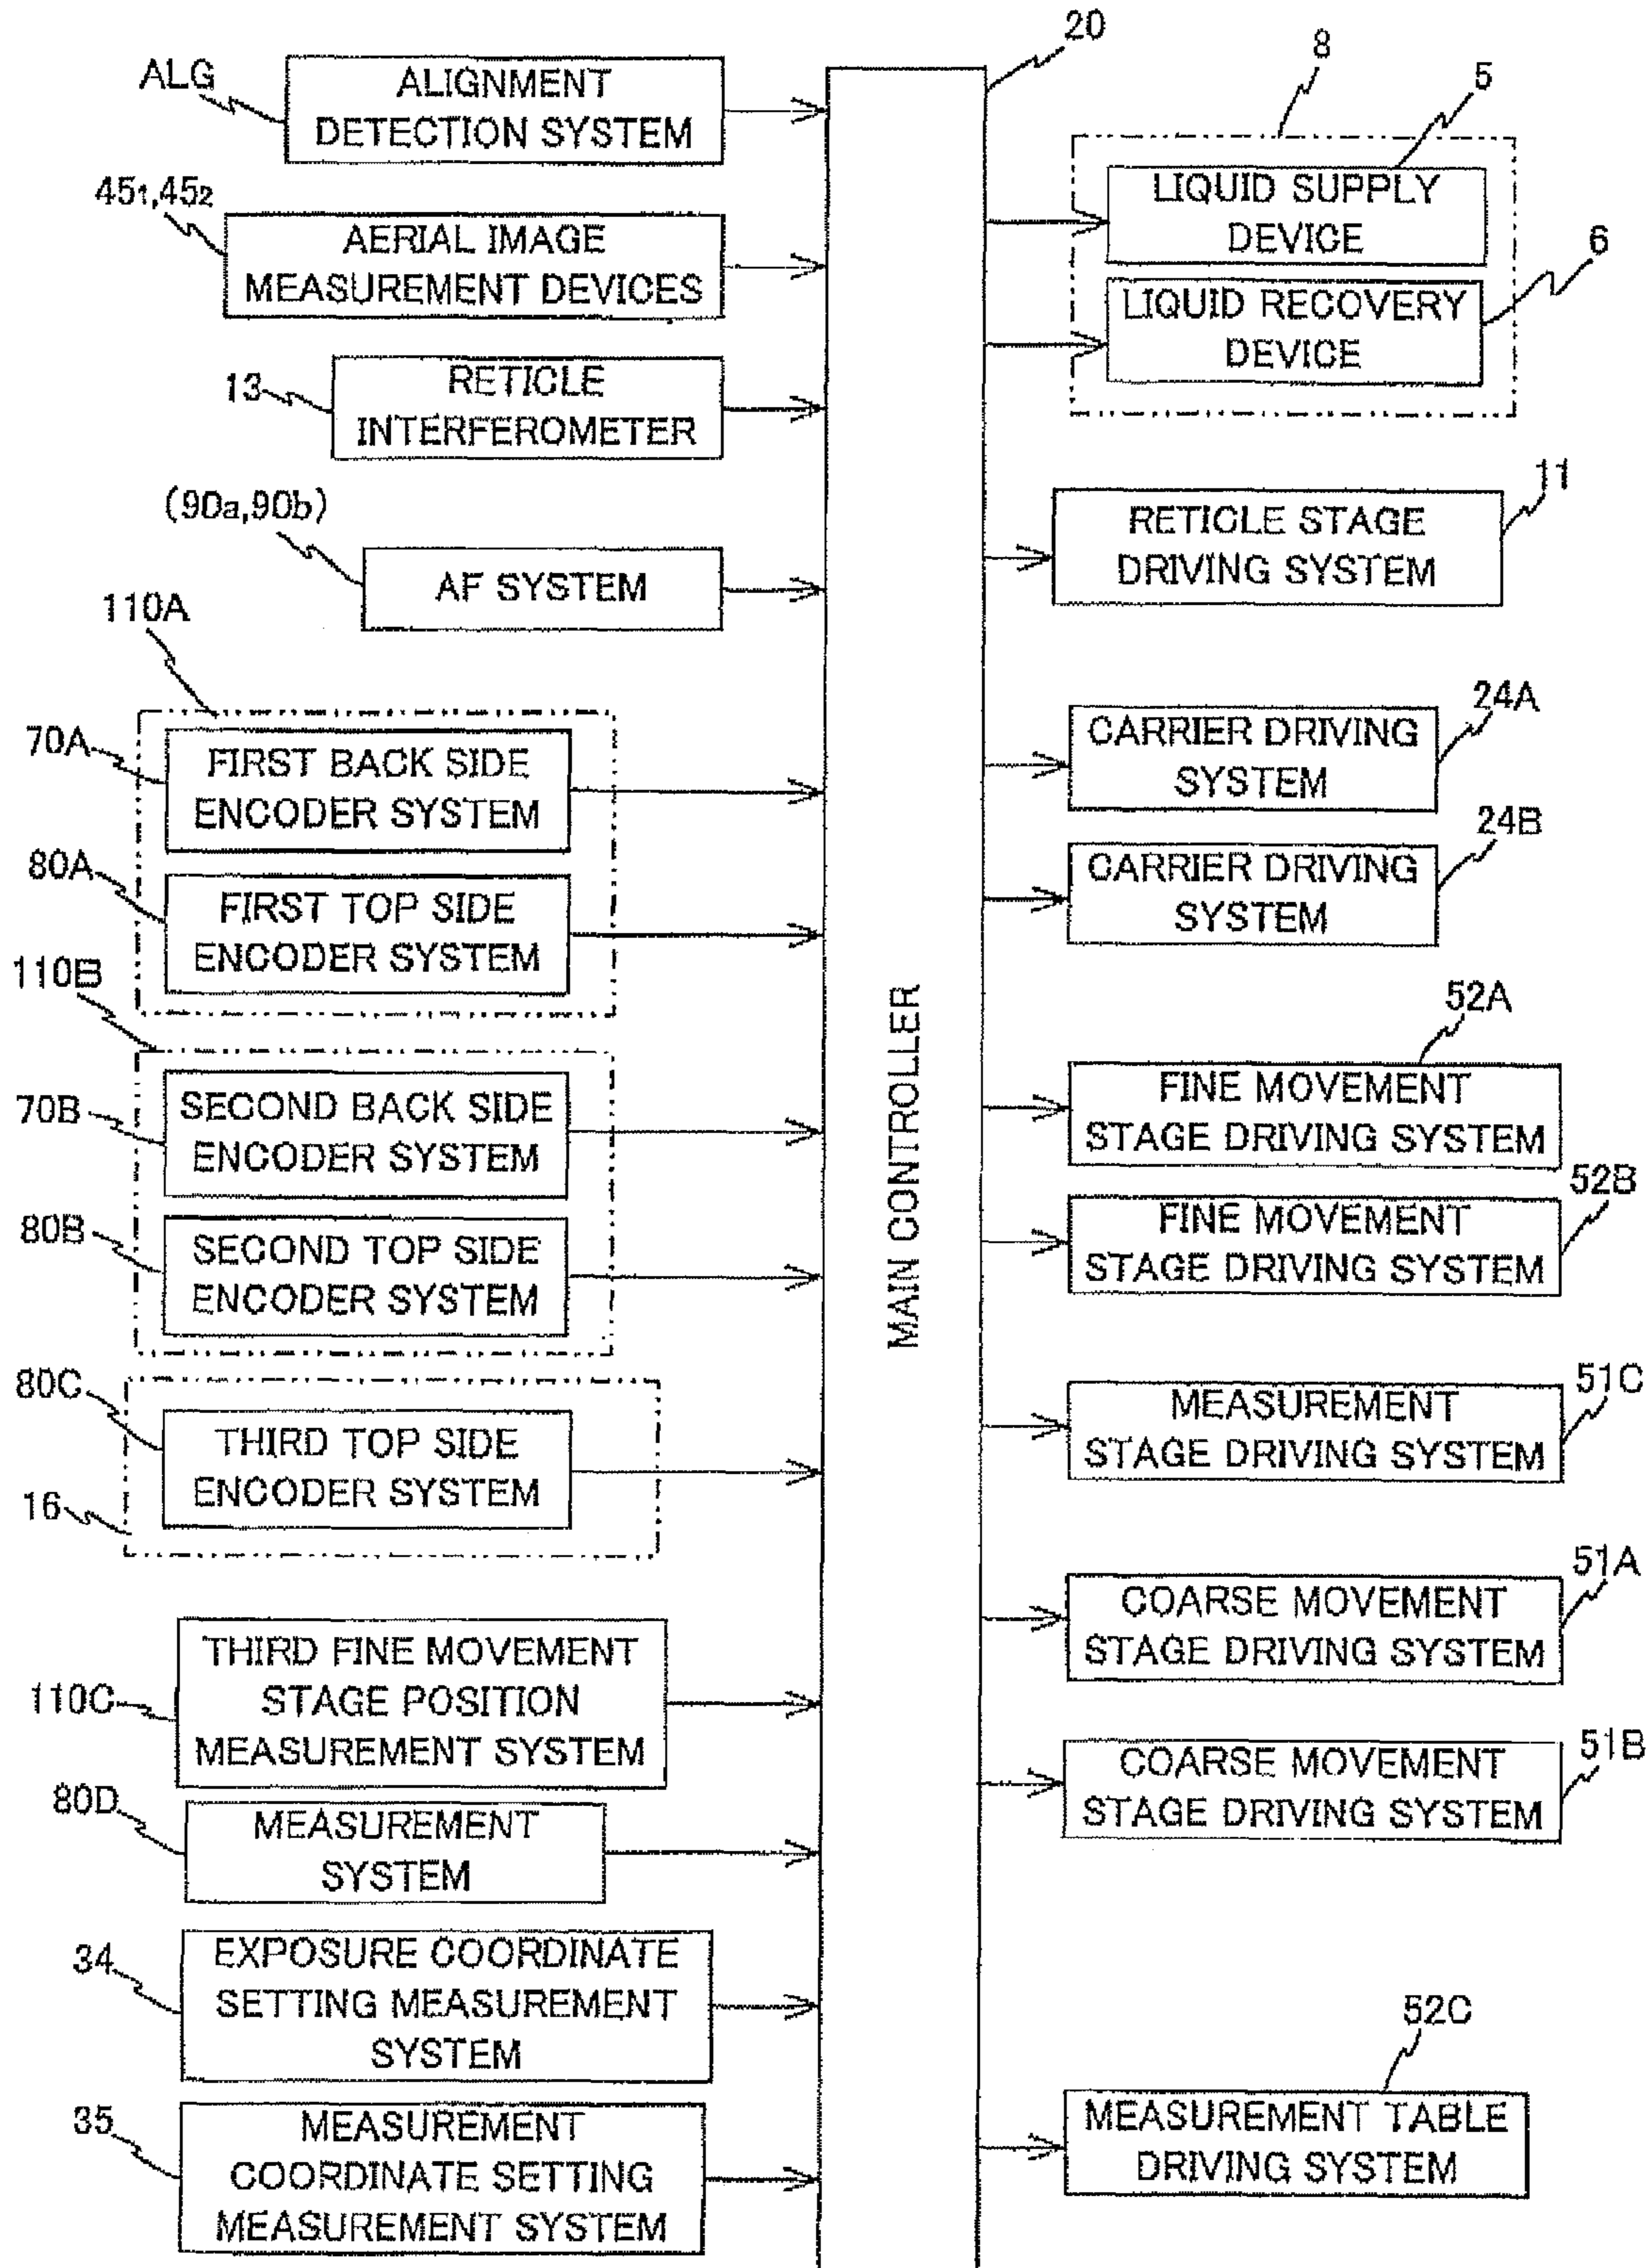 ALG
ALIGNMENT
DETECTION SYSTEM
45₁,45₂
AERIAL IMAGE
MEASUREMENT DEVICES
13
RETICLE
INTERFEROMETER
(90a,90b)
AF SYSTEM
110A
70A
FIRST BACK SIDE
ENCODER SYSTEM
80A
FIRST TOP SIDE
ENCODER SYSTEM
110B
70B
SECOND BACK SIDE
ENCODER SYSTEM
80B
SECOND TOP SIDE
ENCODER SYSTEM
80C
THIRD TOP SIDE
ENCODER SYSTEM
16
110C
THIRD FINE MOVEMENT
STAGE POSITION
MEASUREMENT SYSTEM
80D
MEASUREMENT
SYSTEM
34
EXPOSURE COORDINATE
SETTING MEASUREMENT
SYSTEM
35
MEASUREMENT
COORDINATE SETTING
MEASUREMENT SYSTEM
20
MAIN CONTROLLER
8
5
LIQUID SUPPLY
DEVICE
6
LIQUID RECOVERY
DEVICE
11
RETICLE STAGE
DRIVING SYSTEM
24A
CARRIER DRIVING
SYSTEM
24B
CARRIER DRIVING
SYSTEM
52A
FINE MOVEMENT
STAGE DRIVING SYSTEM
52B
FINE MOVEMENT
STAGE DRIVING SYSTEM
51C
MEASUREMENT
STAGE DRIVING SYSTEM
51A
COARSE MOVEMENT
STAGE DRIVING SYSTEM
51B
COARSE MOVEMENT
STAGE DRIVING SYSTEM
52C
MEASUREMENT TABLE
DRIVING SYSTEM